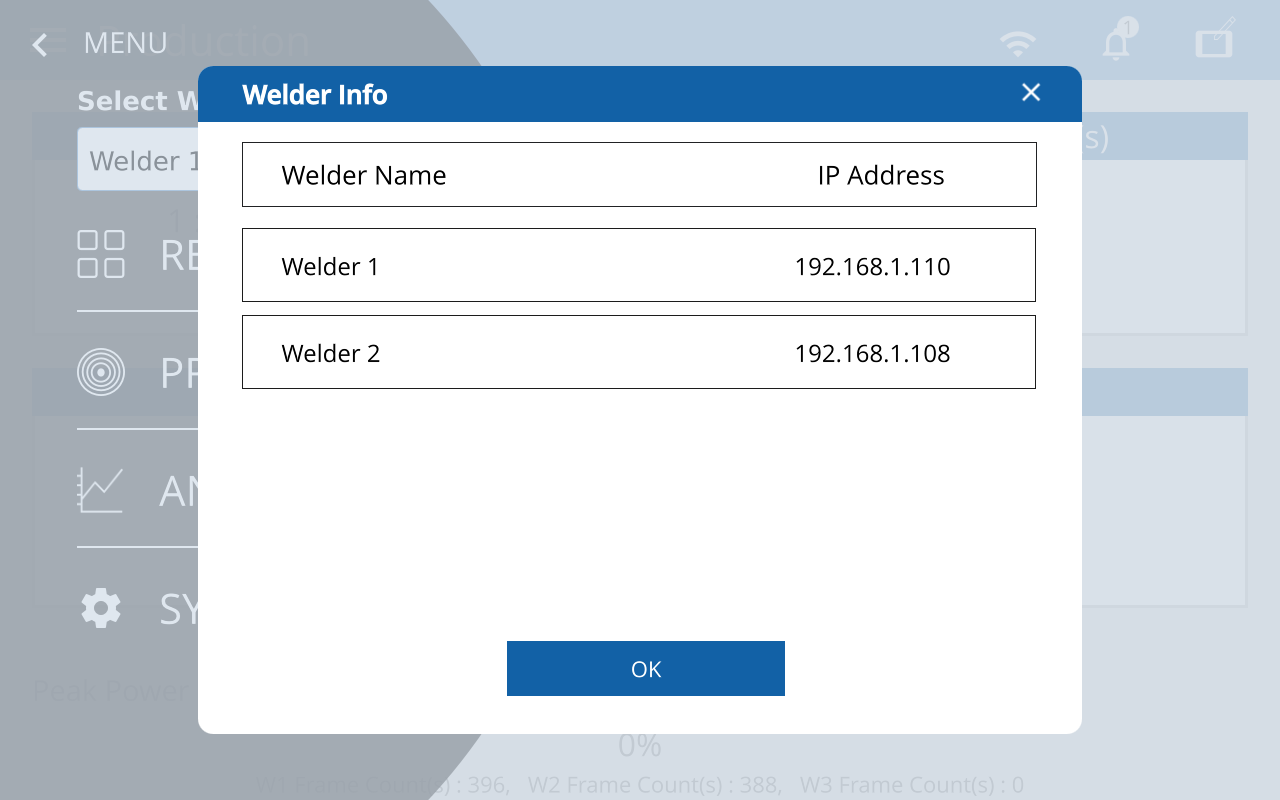 MENU
1
Select W
Welder Info
s)
Welder 1
Welder Name IP Address
Welder 1 192.168.1.110
RE
Welder 2 192.168.1.108
PR
AN
SY
OK
Peak Power
0%
W1 Frame Count(s) : 396, W2 Frame Count(s) : 388, W3 Frame Count(s) : 0